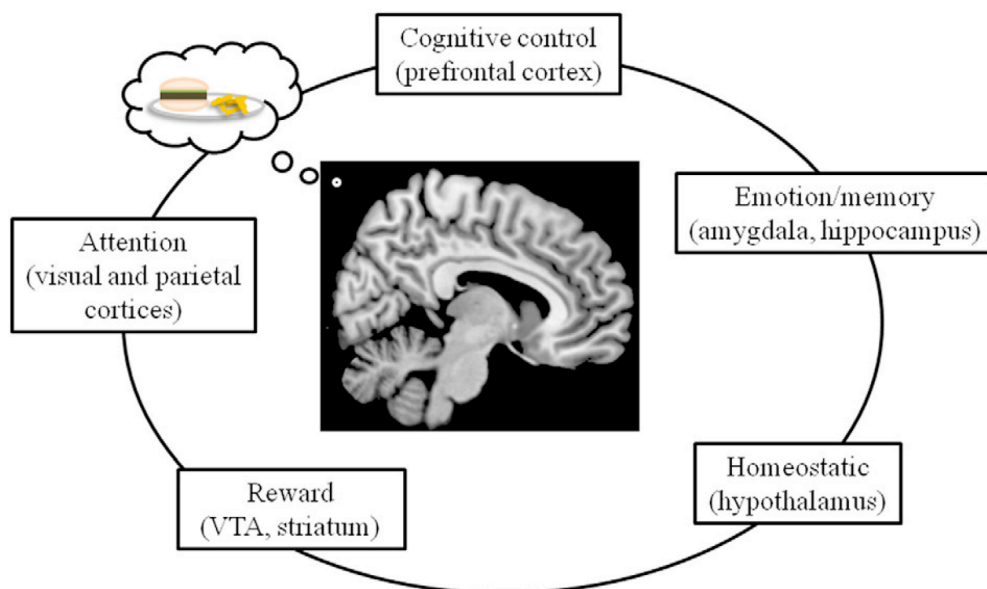 Cognitive control
(prefrontal cortex)
Emotion/memory
(amygdala, hippocampus)
Attention
(visual and parietal
cortices)
Homeostatic
(hypothalamus)
Reward
(VTA, striatum)